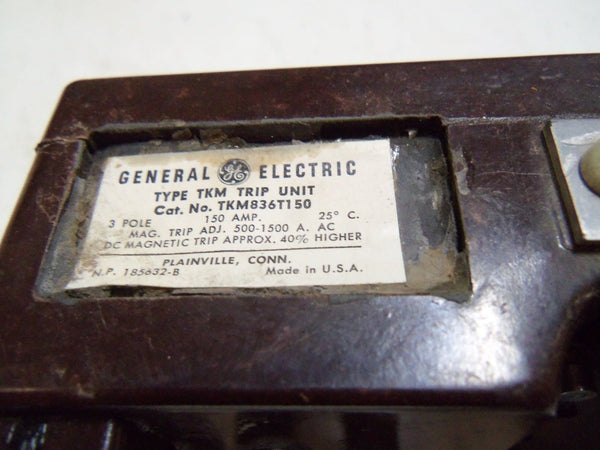 GENERAL GE ELECTRIC
TYPE TKM TRIP UNIT
Cat. No. TKM836T150
3 POLE 150 AMP. 25° C.
MAG. TRIP ADJ. 500-1500 A. AC
DC MAGNETIC TRIP APPROX. 40% HIGHER
PLAINVILLE, CONN.
N.P. 185632-B Made in U.S.A.